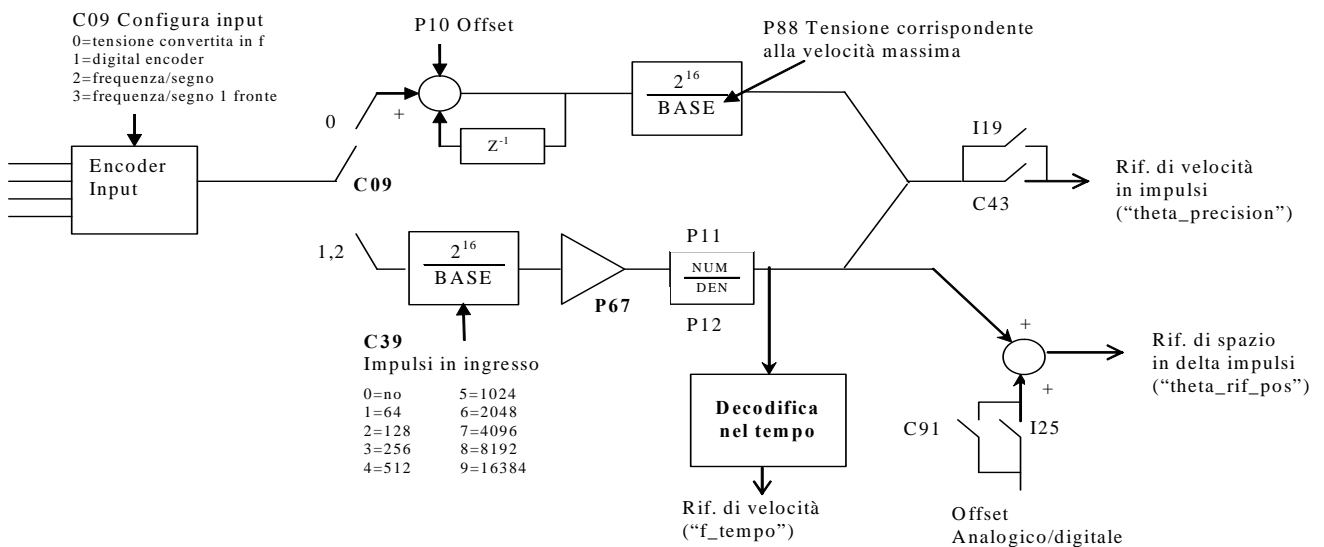 C09 Configura input
0=tensione convertita in f
1=digital encoder
2=frequenza/segno
3=frequenza/segno 1 fronte
P10 Offset
P88 Tensione corrispondente
alla velocità massima
0
+
2^16
BASE
Z^-1
I19
Encoder
Input
C09
C43
Rif. di velocità
in impulsi
(“theta_precision”)
1,2
2^16
BASE
P67
P11
NUM
DEN
P12
C39
Impulsi in ingresso
0=no
1=64
2=128
3=256
4=512
5=1024
6=2048
7=4096
8=8192
9=16384
Decodifica
nel tempo
Rif. di velocità
(“f_tempo”)
+
+
Rif. di spazio
in delta impulsi
(“theta_rif_pos”)
C91
I25
Offset
Analogico/digitale